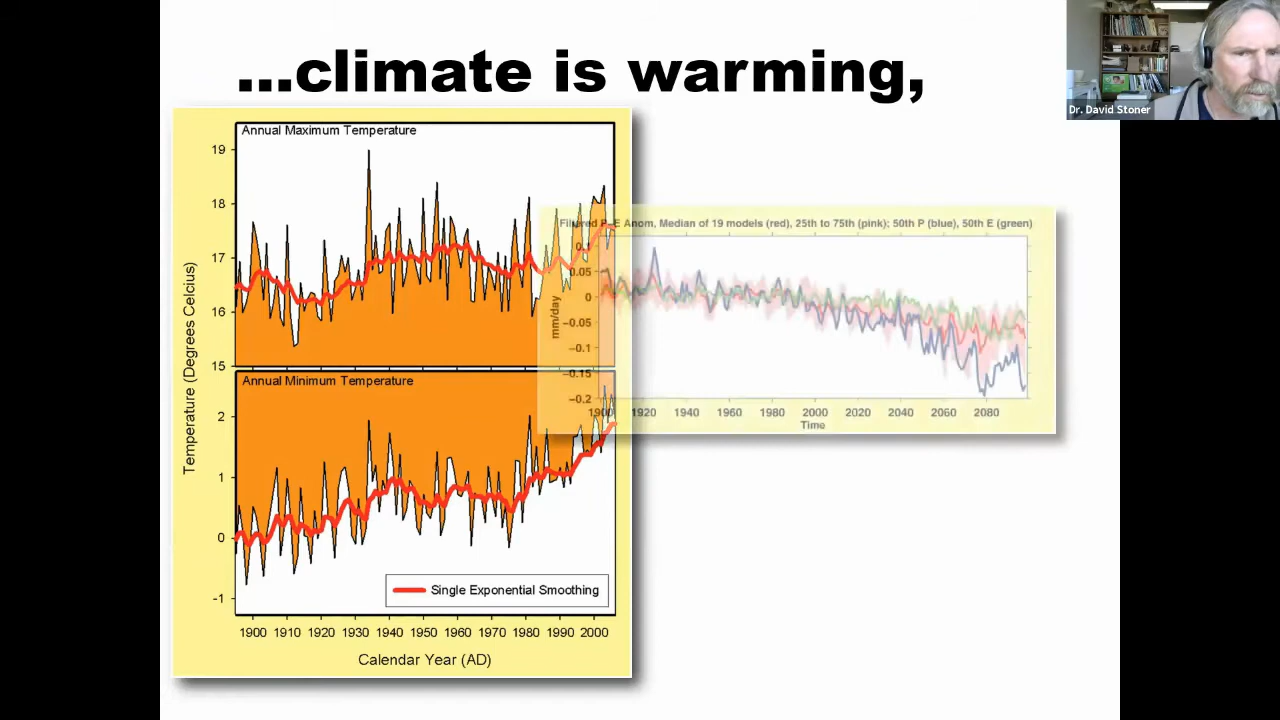 ...climate is warming,
Dr. David Stoner
Annual Maximum Temperature
19
18
17
16
15
Annual Minimum Temperature
2
1
0
-1
Temperature (Degrees Celcius)
Single Exponential Smoothing
1900 1910 1920 1930 1940 1950 1960 1970 1980 1990 2000
Calendar Year (AD)
Filtered P-E Anom, Median of 19 models (red), 25th to 75th (pink); 50th P (blue), 50th E (green)
0.05
0
−0.05
−0.1
−0.15
−0.2
mm/day
1900 1920 1940 1960 1980 2000 2020 2040 2060 2080
Time